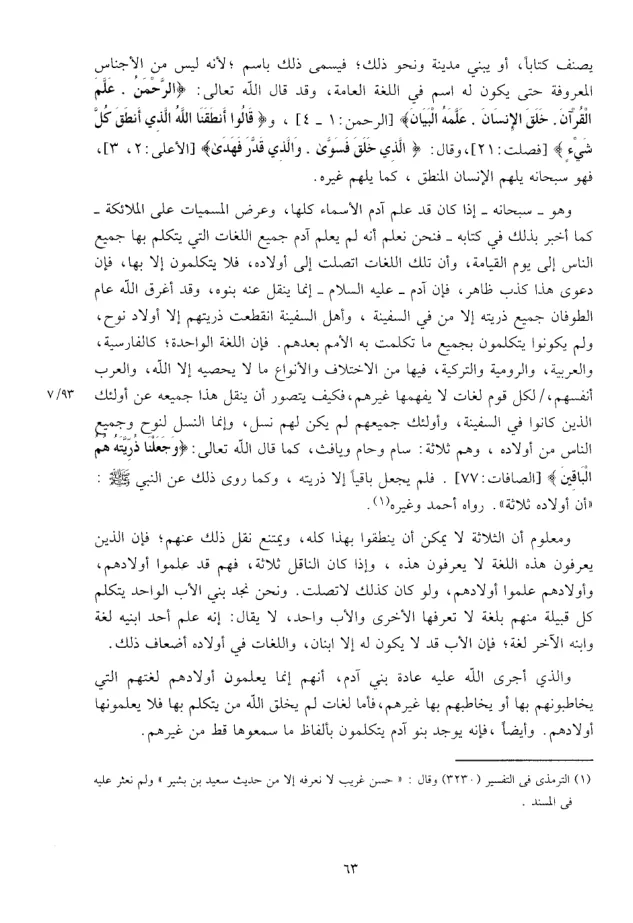 يصنف كتاباً، أو يبني مدينة ونحو ذلك؛ فيسمى ذلك باسم ؛لأنه ليس من الأجناس
المعروفة حتى يكون له اسم في اللغة العامة، وقد قال الله تعالى: ﴿الرَّحْمَنُ . عَلَّمَ
الْقُرْآنَ . خَلَقَ الإِنسَانَ . عَلَّمَهُ الْبَيَانَ﴾ [الرحمن:١ ـ ٤] ، و﴿ قَالُوا أَنطَقَنَا اللَّهُ الَّذِي أَنطَقَ كُلَّ
شَيْءٍ ﴾ [فصلت:٢١]،وقال: ﴿ الَّذِي خَلَقَ فَسَوَّىٰ . وَالَّذِي قَدَّرَ فَهَدَىٰ﴾ [الأعلى:٢، ٣]،
فهو سبحانه يلهم الإنسان المنطق ، كما يلهم غيره.
وهو ـ سبحانه ـ إذا كان قد علم آدم الأسماء كلها، وعرض المسميات على الملائكة ـ
كما أخبر بذلك في كتابه ـ فنحن نعلم أنه لم يعلم آدم جميع اللغات التي يتكلم بها جميع
الناس إلى يوم القيامة، وأن تلك اللغات اتصلت إلى أولاده، فلا يتكلمون إلا بها، فإن
دعوى هذا كذب ظاهر، فإن آدم ـ عليه السلام ـ إنما ينقل عنه بنوه، وقد أغرق الله عام
الطوفان جميع ذريته إلا من في السفينة ، وأهل السفينة انقطعت ذريتهم إلا أولاد نوح،
ولم يكونوا يتكلمون بجميع ما تكلمت به الأمم بعدهم. فإن اللغة الواحدة؛ كالفارسية،
والعربية، والرومية والتركية، فيها من الاختلاف والأنواع ما لا يحصيه إلا الله، والعرب
أنفسهم،/ لكل قوم لغات لا يفهمها غيرهم،فكيف يتصور أن ينقل هذا جميعه عن أولئك ٧/٩٣
الذين كانوا في السفينة، وأولئك جميعهم لم يكن لهم نسل، وإنما النسل لنوح وجميع
الناس من أولاده ، وهم ثلاثة: سام وحام ويافث، كما قال الله تعالى:﴿وَجَعَلْنَا ذُرِّيَّتَهُ هُمُ
الْبَاقِينَ ﴾ [الصافات:٧٧] . فلم يجعل باقياً إلا ذريته ، وكما روى ذلك عن النبي ﷺ :
«أن أولاده ثلاثة». رواه أحمد وغيره(١).
ومعلوم أن الثلاثة لا يمكن أن ينطقوا بهذا كله، ويمتنع نقل ذلك عنهم؛ فإن الذين
يعرفون هذه اللغة لا يعرفون هذه ، وإذا كان الناقل ثلاثة، فهم قد علموا أولادهم،
وأولادهم علموا أولادهم، ولو كان كذلك لاتصلت. ونحن نجد بني الأب الواحد يتكلم
كل قبيلة منهم بلغة لا تعرفها الأخرى والأب واحد، لا يقال: إنه علم أحد ابنيه لغة
وابنه الآخر لغة؛ فإن الأب قد لا يكون له إلا ابنان، واللغات في أولاده أضعاف ذلك.
والذي أجرى الله عليه عادة بني آدم، أنهم إنما يعلمون أولادهم لغتهم التي
يخاطبونهم بها أو يخاطبهم بها غيرهم،فأما لغات لم يخلق الله من يتكلم بها فلا يعلمونها
أولادهم. وأيضاً ،فإنه يوجد بنو آدم يتكلمون بألفاظ ما سمعوها قط من غيرهم.
(١) الترمذى فى التفسير (٣٢٣٠) وقال : « حسن غريب لا نعرفه إلا من حديث سعيد بن بشير » ولم نعثر عليه
فى المسند .
٦٣